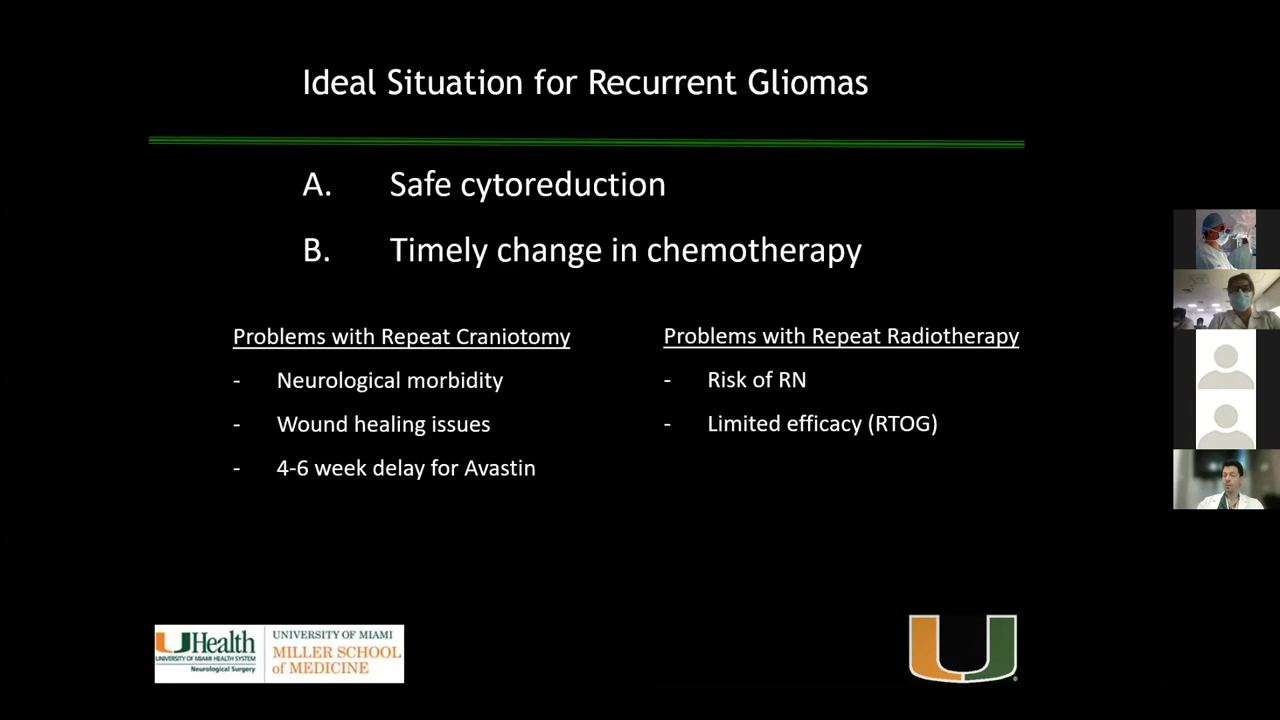 Ideal Situation for Recurrent Gliomas
A. Safe cytoreduction
B. Timely change in chemotherapy
Problems with Repeat Craniotomy
- Neurological morbidity
- Wound healing issues
- 4-6 week delay for Avastin
Problems with Repeat Radiotherapy
- Risk of RN
- Limited efficacy (RTOG)
UHealth
UNIVERSITY OF MIAMI HEALTH SYSTEM
Neurological Surgery
UNIVERSITY OF MIAMI
MILLER SCHOOL
of MEDICINE
U
®